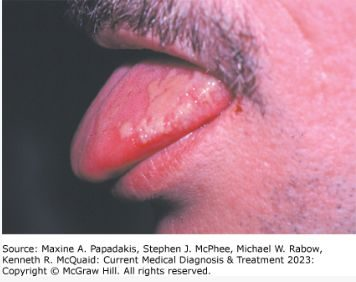 Source: Maxine A. Papadakis, Stephen J. McPhee, Michael W. Rabow,
Kenneth R. McQuaid: Current Medical Diagnosis & Treatment 2023:
Copyright © McGraw Hill. All rights reserved.